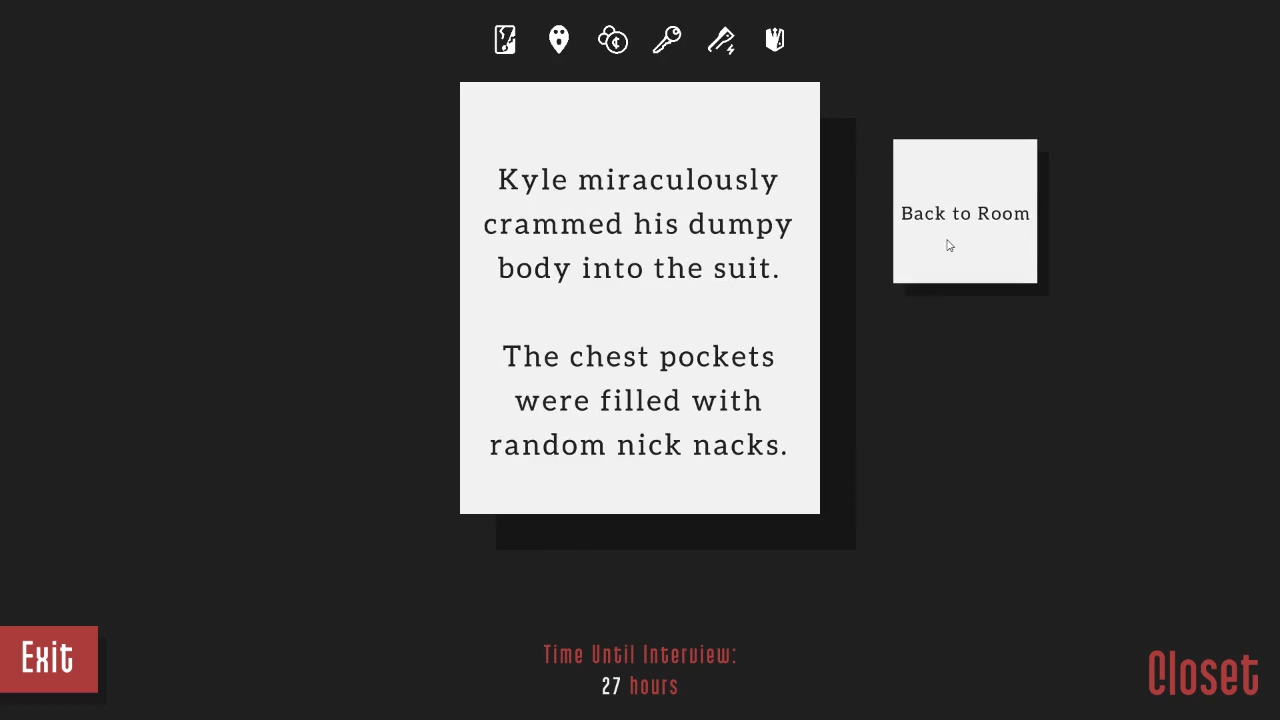 Kyle miraculously
crammed his dumpy
body into the suit.
The chest pockets
were filled with
random nick nacks.
Back to Room
Exit
Time Until Interview:
27 hours
Closet